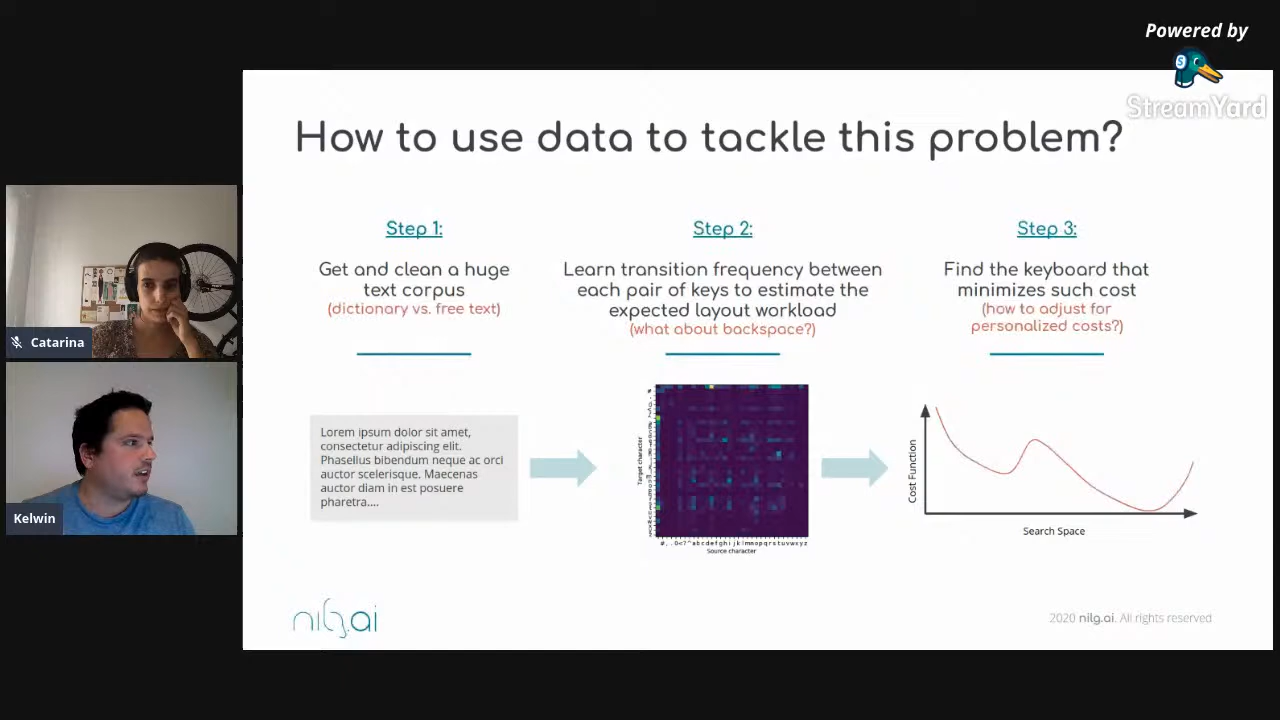 Powered by
StreamYard
How to use data to tackle this problem?
Step 1:
Get and clean a huge
text corpus
(dictionary vs. free text)
Step 2:
Learn transition frequency between
each pair of keys to estimate the
expected layout workload
(what about backspace?)
Step 3:
Find the keyboard that
minimizes such cost
(how to adjust for
personalized costs?)
Catarina
Kelwin
Lorem ipsum dolor sit amet,
consectetur adipiscing elit.
Phasellus bibendum neque ac orci
auctor scelerisque. Maecenas
auctor diam in est posuere
pharetra....
Target character
Source character
Cost Function
Search Space
nilg.ai
2020 nilg.ai. All rights reserved